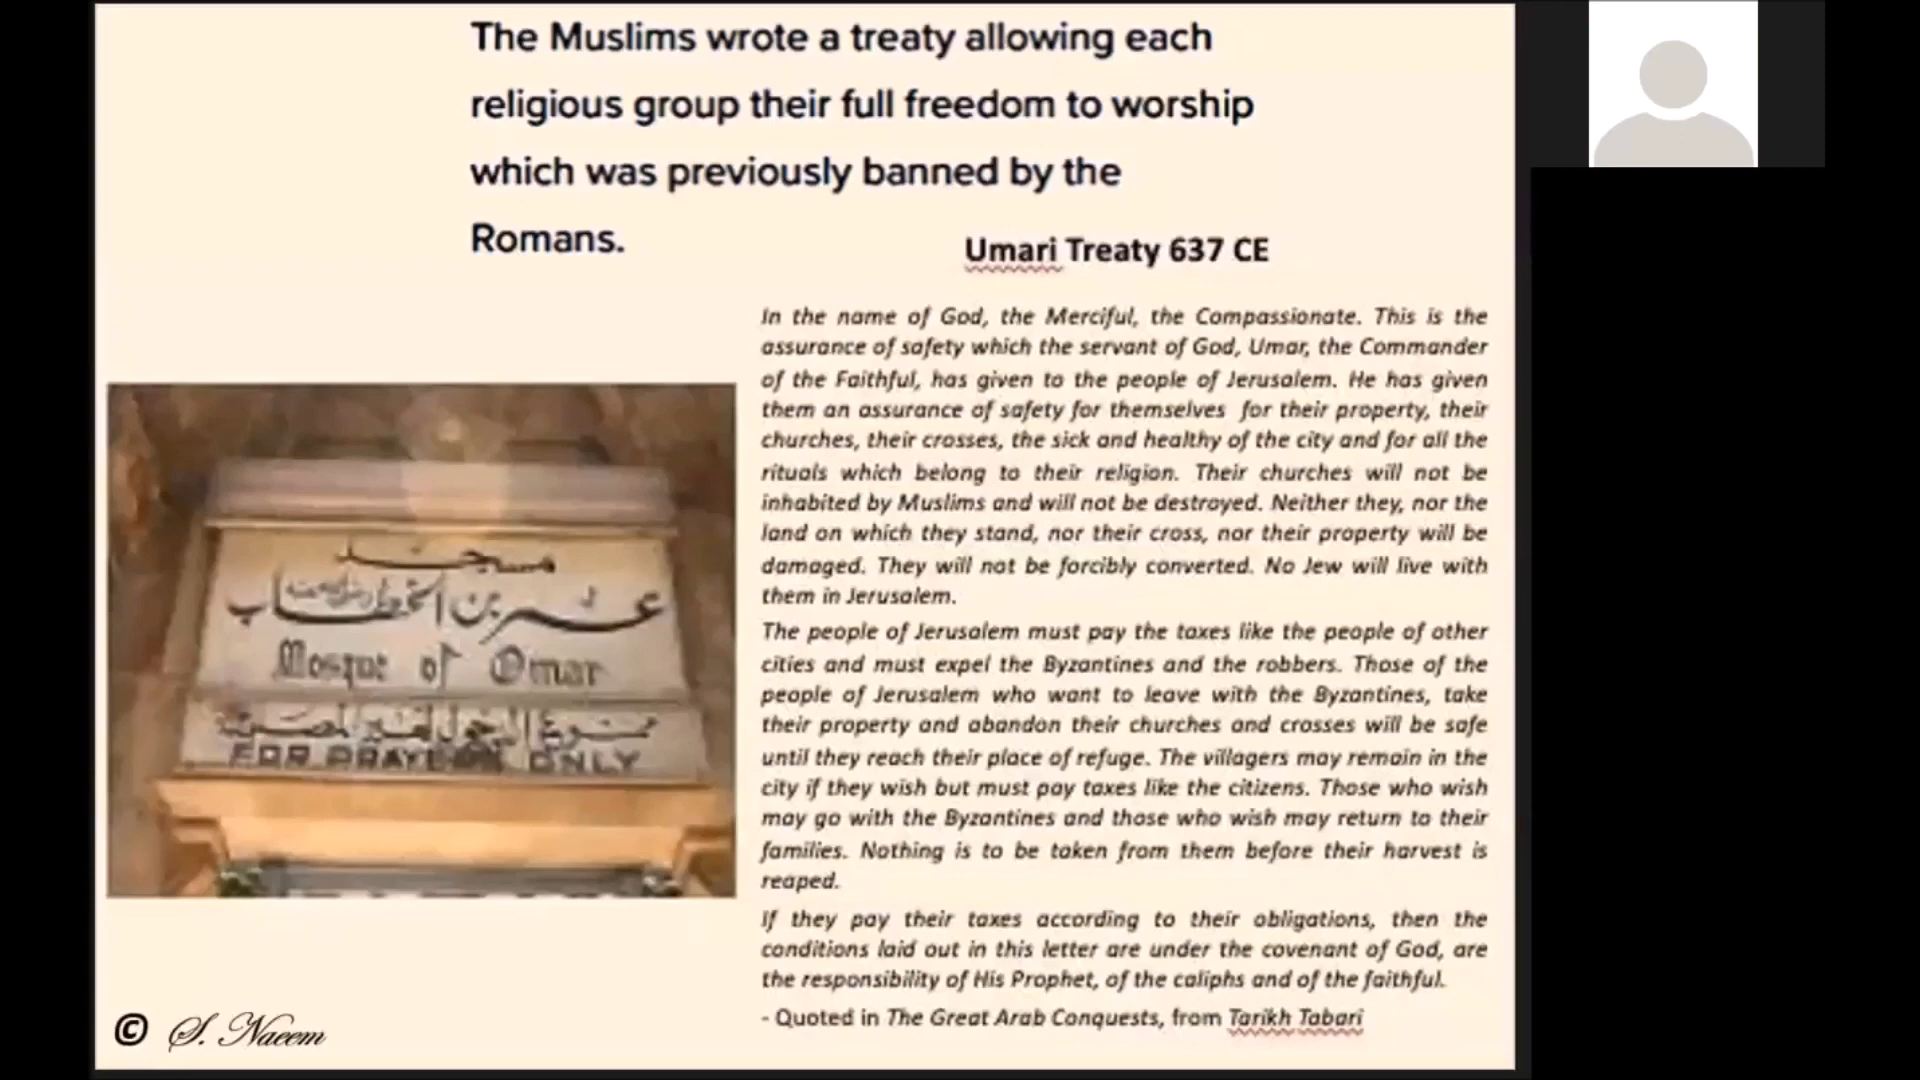 The Muslims wrote a treaty allowing each
religious group their full freedom to worship
which was previously banned by the
Romans.
Umari Treaty 637 CE
In the name of God, the Merciful, the Compassionate. This is the
assurance of safety which the servant of God, Umar, the Commander
of the Faithful, has given to the people of Jerusalem. He has given
them an assurance of safety for themselves for their property, their
churches, their crosses, the sick and healthy of the city and for all the
rituals which belong to their religion. Their churches will not be
inhabited by Muslims and will not be destroyed. Neither they, nor the
land on which they stand, nor their cross, nor their property will be
damaged. They will not be forcibly converted. No Jew will live with
them in Jerusalem.
The people of Jerusalem must pay the taxes like the people of other
cities and must expel the Byzantines and the robbers. Those of the
people of Jerusalem who want to leave with the Byzantines, take
their property and abandon their churches and crosses will be safe
until they reach their place of refuge. The villagers may remain in the
city if they wish but must pay taxes like the citizens. Those who wish
may go with the Byzantines and those who wish may return to their
families. Nothing is to be taken from them before their harvest is
reaped.
If they pay their taxes according to their obligations, then the
conditions laid out in this letter are under the covenant of God, are
the responsibility of His Prophet, of the caliphs and of the faithful.
- Quoted in The Great Arab Conquests, from Tarikh Tabari
مسجد
عمر بن الخطاب
Mosque of Omar
FOR ONLY
© S. Naeem